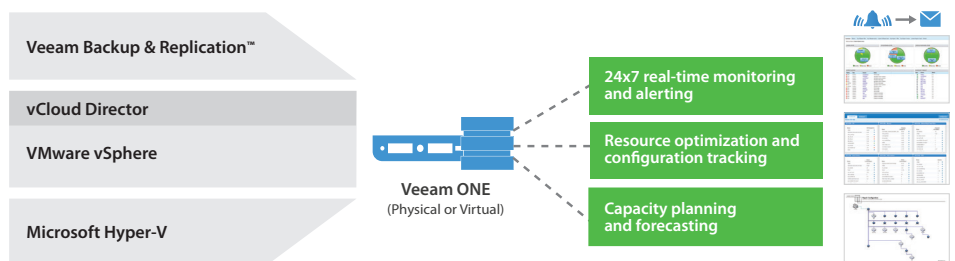 Veeam Backup & Replication™
vCloud Director
VMware vSphere
Microsoft Hyper-V
Veeam ONE
(Physical or Virtual)
24x7 real-time monitoring
and alerting
Resource optimization and
configuration tracking
Capacity planning
and forecasting